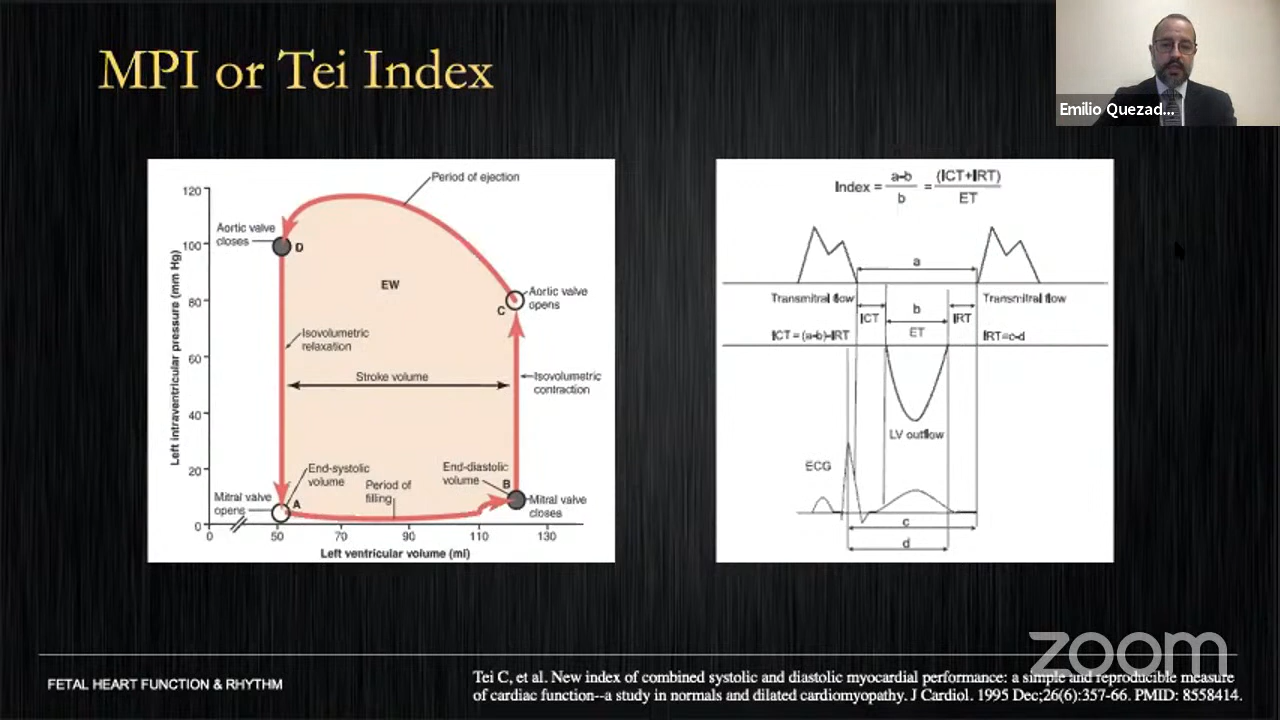 MPI or Tei Index
Emilio Quezad...
Period of ejection
120
Aortic valve
closes
D
100
EW
Aortic valve
opens
C
80
Left intraventricular pressure (mm Hg)
Isovolumetric
relaxation
60
Stroke volume
Isovolumetric
contraction
40
20
End-systolic
volume
Period of
filling
End-diastolic
volume
B
Mitral valve
opens
A
Mitral valve
closes
0
0
50
70
90
110
130
Left ventricular volume (ml)
Index = a-b / b = (ICT+IRT) / ET
a
Transmitral flow
Transmitral flow
ICT
b
IRT
ET
ICT = (a-b)-IRT
IRT=c-d
LV outflow
ECG
c
d
zoom
FETAL HEART FUNCTION & RHYTHM
Tei C, et al. New index of combined systolic and diastolic myocardial performance: a simple and reproducible measure
of cardiac function--a study in normals and dilated cardiomyopathy. J Cardiol. 1995 Dec;26(6):357-66. PMID: 8558414.